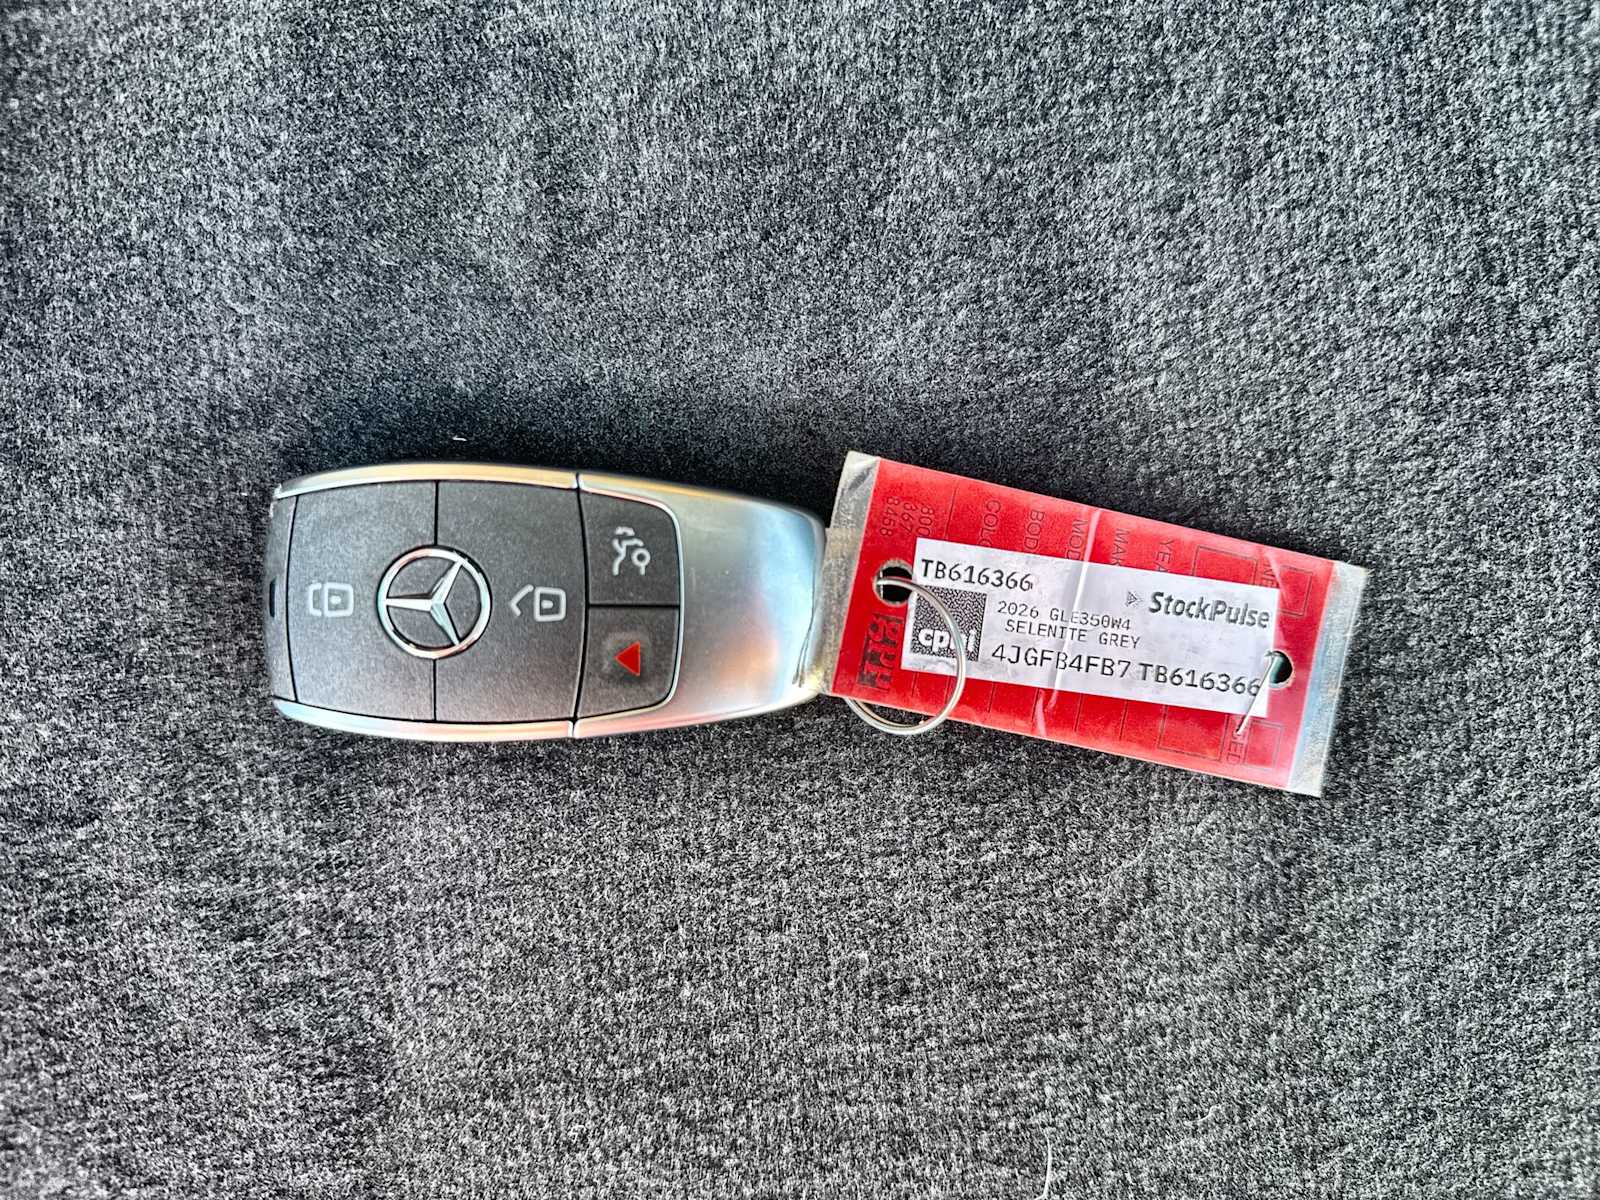 TB616366
StockPulse
2026 GLE350W4
SELENITE GREY
4JGFB4FB7 TB616366